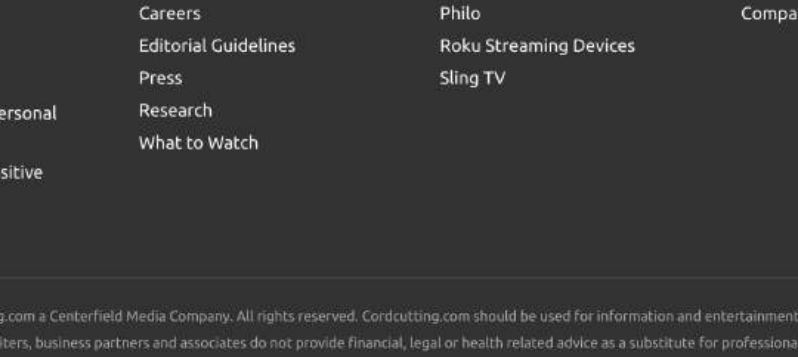 Careers
Editorial Guidelines
Press
Research
What to Watch
Philo
Roku Streaming Devices
Sling TV
Compa
ersonal
sitive
g.com a Centerfield Media Company. All rights reserved. Cordcutting.com should be used for information and entertainment
iters, business partners and associates do not provide financial, legal or health related advice as a substitute for professiona